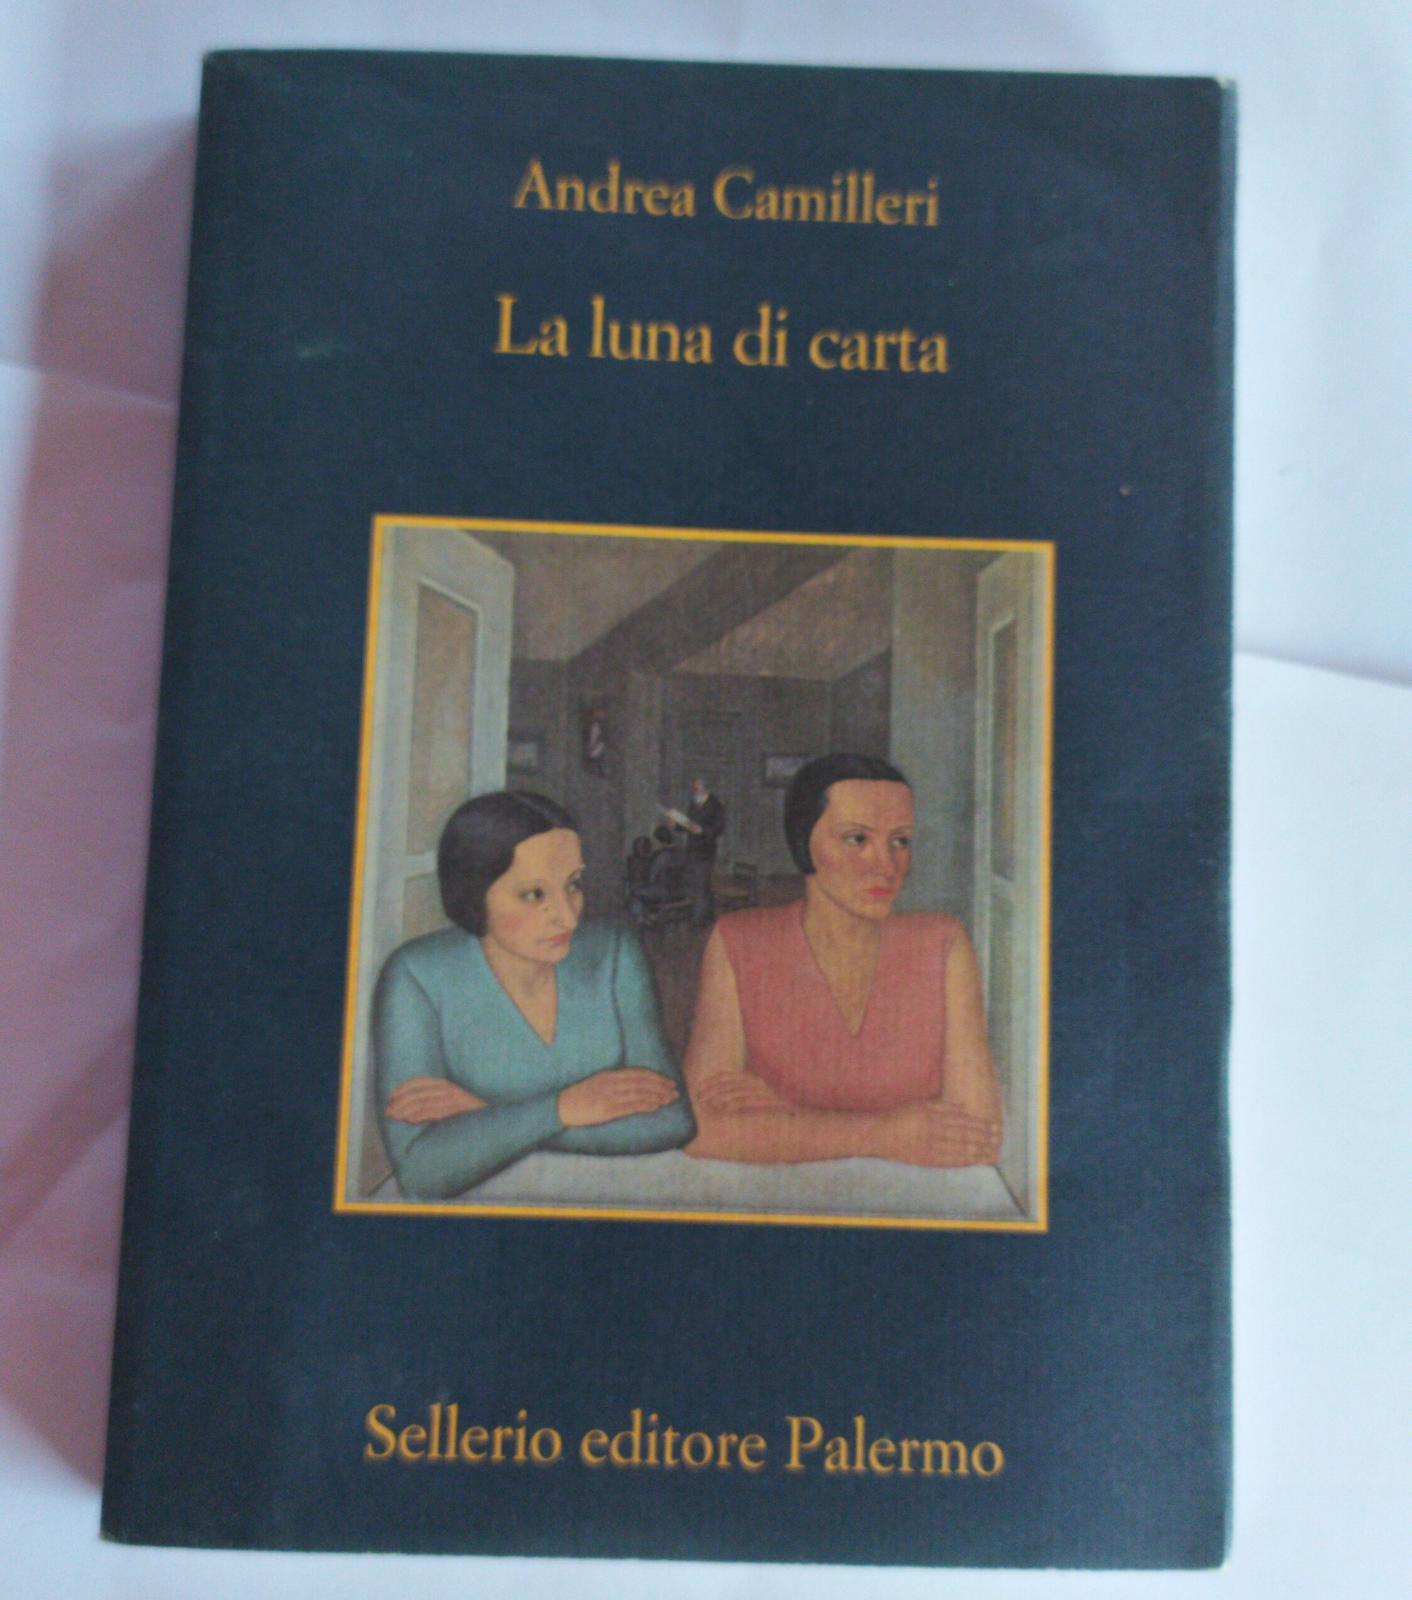 Andrea Camilleri
La luna di carta
Sellerio editore Palermo